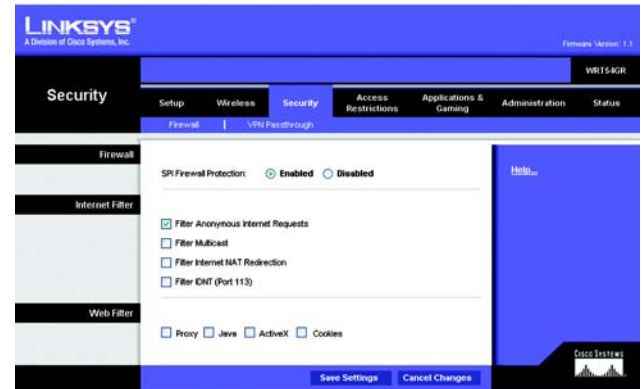 LINKSYS®
A Division of Cisco Systems, Inc.
Firmware Version: 1.1
WRT54GR
Security
Setup Wireless Security Access Restrictions Applications & Gaming Administration Status
Firewall | VPN Passthrough
Firewall
SPI Firewall Protection: Enabled Disabled
Help...
Internet Filter
Filter Anonymous Internet Requests
Filter Multicast
Filter Internet NAT Redirection
Filter IDNT (Port 113)
Web Filter
Proxy Java ActiveX Cookies
Save Settings Cancel Changes
CISCO SYSTEMS